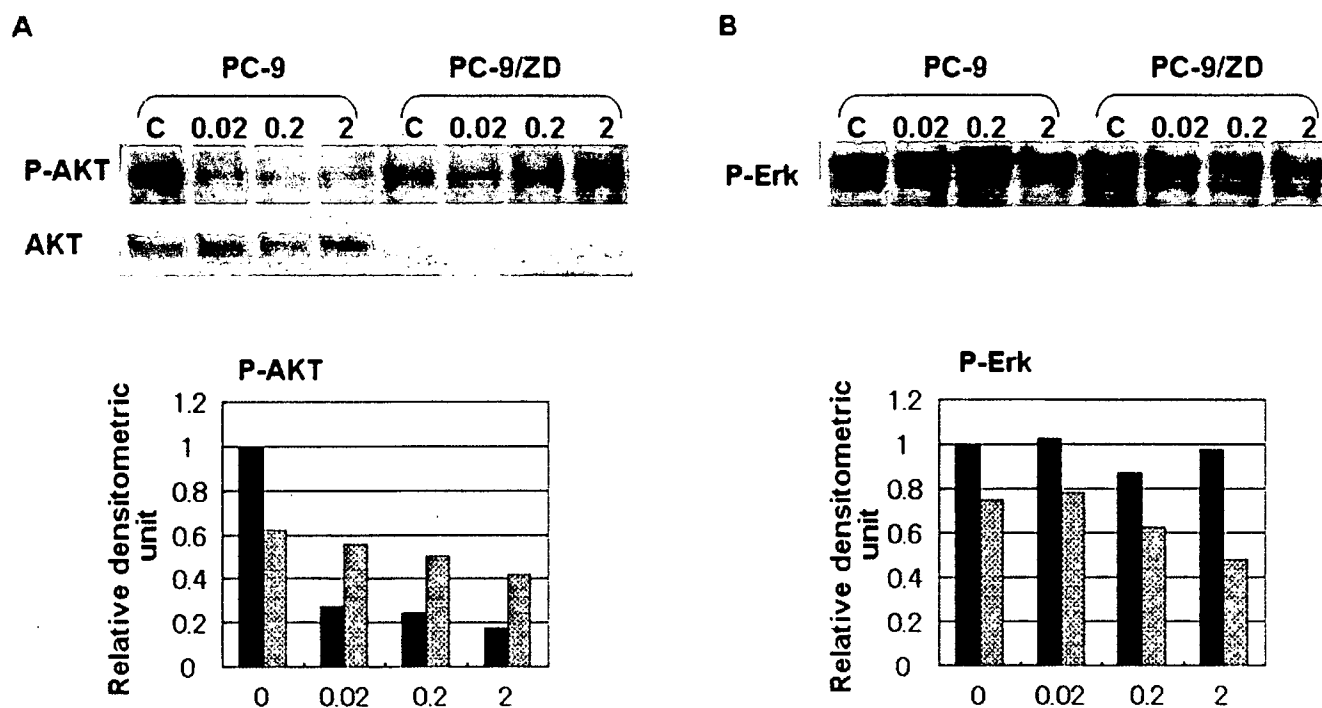 A
PC-9 PC-9/ZD
C 0.02 0.2 2 C 0.02 0.2 2
P-AKT
AKT
P-AKT
Relative densitometric unit
1.2
1
0.8
0.6
0.4
0.2
0
0 0.02 0.2 2
B
PC-9 PC-9/ZD
C 0.02 0.2 2 C 0.02 0.2 2
P-Erk
P-Erk
Relative densitometric unit
1.2
1
0.8
0.6
0.4
0.2
0
0 0.02 0.2 2